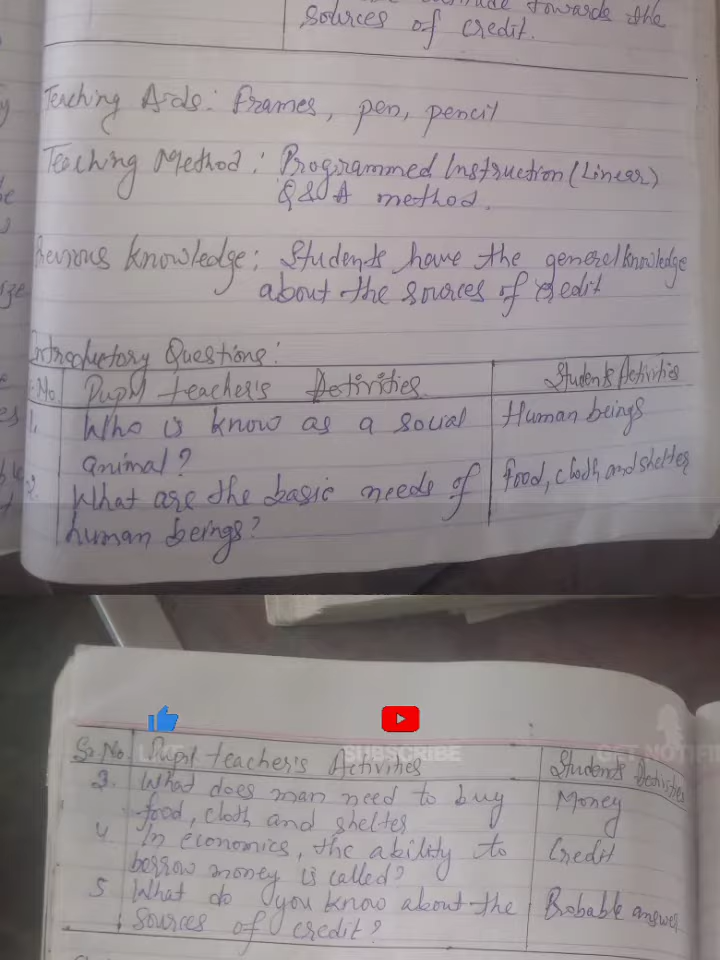 towards the
sources of credit.
Teaching Aids: Frames, pen, pencil
Teaching Method: Programmed Instruction (Linear)
Q & A method.
Previous Knowledge: Students have the general knowledge
about the sources of credit
Introductory Questions:
S.No. Pupil teacher's Activities Students Activities
1. Who is know as a social Human beings
animal?
2. What are the basic needs of food, cloth and shelter
human beings?
Sr.No. Pupil teacher's Activities Students Activities
3. What does man need to buy Money
food, cloth and shelter
4. In economics, the ability to Credit
borrow money is called?
5 What do you know about the Probable answer
sources of credit?
SUBSCRIBE
GET NOTIFI